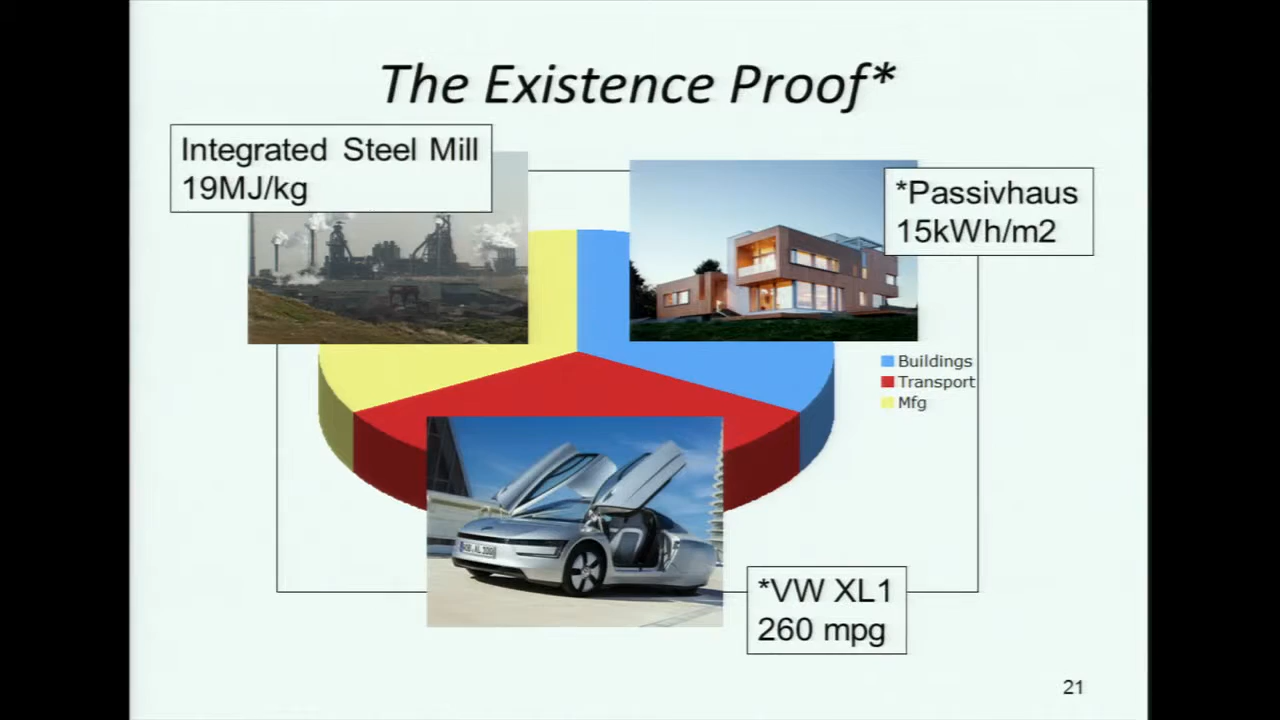 The Existence Proof*
Integrated Steel Mill
19MJ/kg
*Passivhaus
15kWh/m2
Buildings
Transport
Mfg
*VW XL1
260 mpg
21